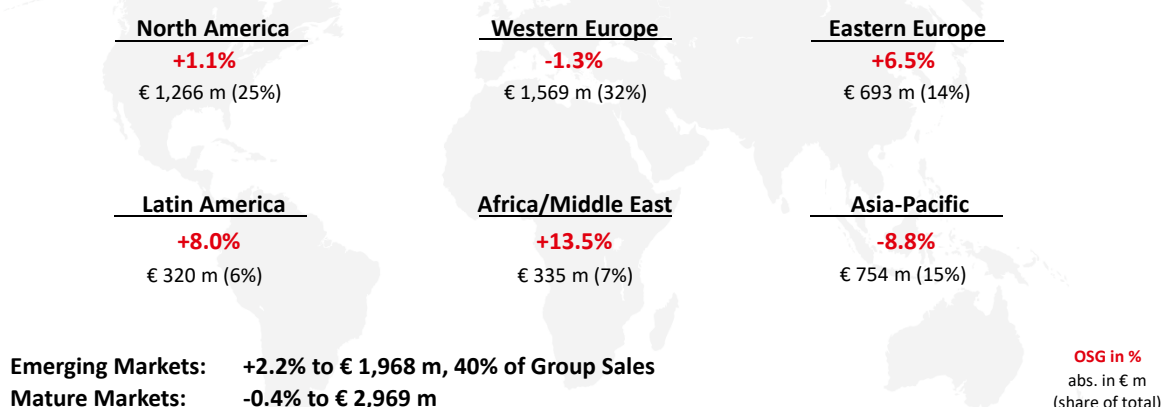 North America
+1.1%
€ 1,266 m (25%)
Western Europe
-1.3%
€ 1,569 m (32%)
Eastern Europe
+6.5%
€ 693 m (14%)
Latin America
+8.0%
€ 320 m (6%)
Africa/Middle East
+13.5%
€ 335 m (7%)
Asia-Pacific
-8.8%
€ 754 m (15%)
Emerging Markets: +2.2% to € 1,968 m, 40% of Group Sales
Mature Markets: -0.4% to € 2,969 m
OSG in %
abs. in € m
(share of total)